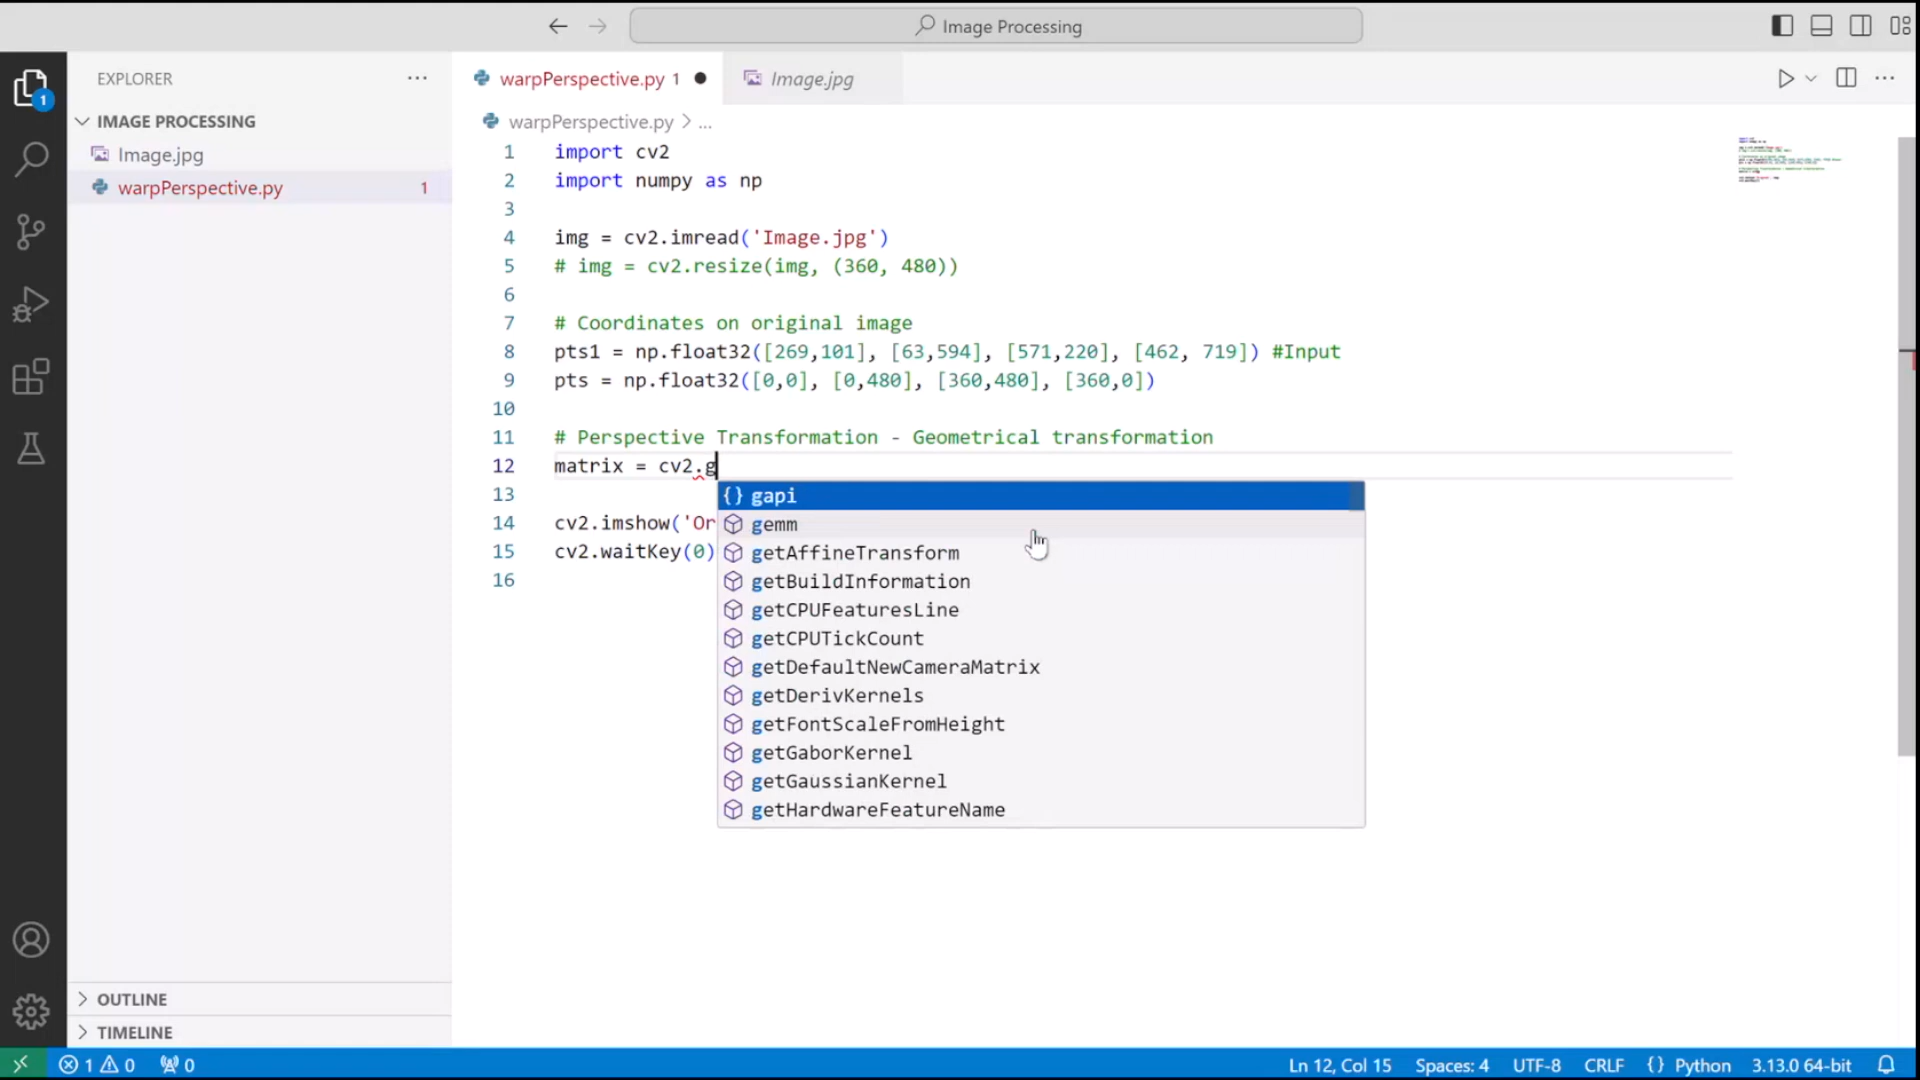 Image Processing
EXPLORER
IMAGE PROCESSING
Image.jpg
warpPerspective.py 1
OUTLINE
TIMELINE
warpPerspective.py 1
Image.jpg
warpPerspective.py > ...
1 import cv2
2 import numpy as np
3
4 img = cv2.imread('Image.jpg')
5 # img = cv2.resize(img, (360, 480))
6
7 # Coordinates on original image
8 pts1 = np.float32([269,101], [63,594], [571,220], [462, 719]) #Input
9 pts = np.float32([0,0], [0,480], [360,480], [360,0])
10
11 # Perspective Transformation - Geometrical transformation
12 matrix = cv2.g
13
14 cv2.imshow('Or
15 cv2.waitKey(0)
16
{} gapi
gemm
getAffineTransform
getBuildInformation
getCPUFeaturesLine
getCPUTickCount
getDefaultNewCameraMatrix
getDerivKernels
getFontScaleFromHeight
getGaborKernel
getGaussianKernel
getHardwareFeatureName
1
1 0 0 Ln 12, Col 15 Spaces: 4 UTF-8 CRLF {} Python 3.13.0 64-bit